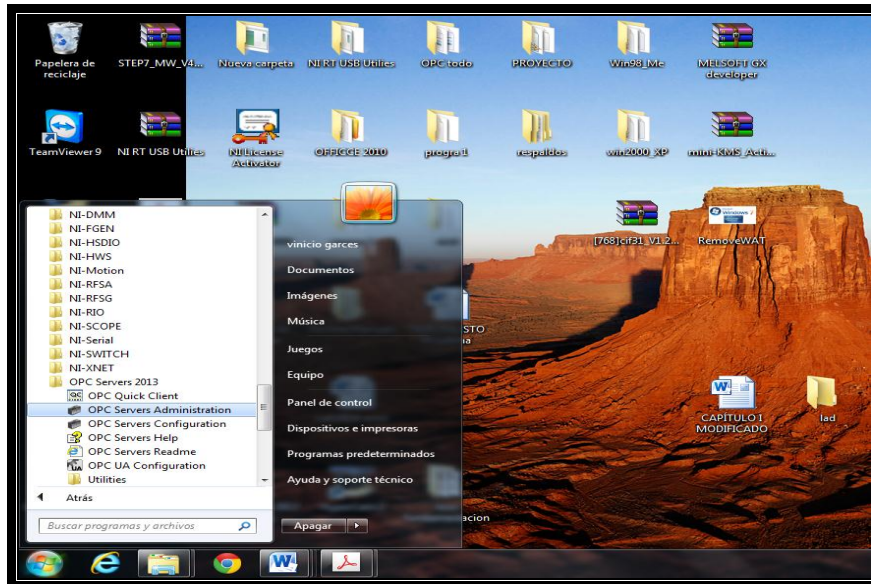 Papelera de
reciclaje
STEP7_MW_V4...
Nueva carpeta
NI RT USB Utilies
OPC todo
PROYECTO
Win98_Me
MELSOFT GX
developer
TeamViewer 9
NI RT USB Utilies
NI License
Activator
OFFICCE 2010
progra 1
respaldos
win2000_XP
mini-KMS_Acti...
[768]cif31_V1.2...
RemoveWAT
CAPÍTULO I
MODIFICADO
lad
NI-DMM
NI-FGEN
NI-HSDIO
NI-HWS
NI-Motion
NI-RFSA
NI-RFSG
NI-RIO
NI-SCOPE
NI-Serial
NI-SWITCH
NI-XNET
OPC Servers 2013
OPC Quick Client
OPC Servers Administration
OPC Servers Configuration
OPC Servers Help
OPC Servers Readme
OPC UA Configuration
Utilities
Atrás
Buscar programas y archivos
vinicio garces
Documentos
Imágenes
Música
Juegos
Equipo
Panel de control
Dispositivos e impresoras
Programas predeterminados
Ayuda y soporte técnico
Apagar
STO
ia
acion